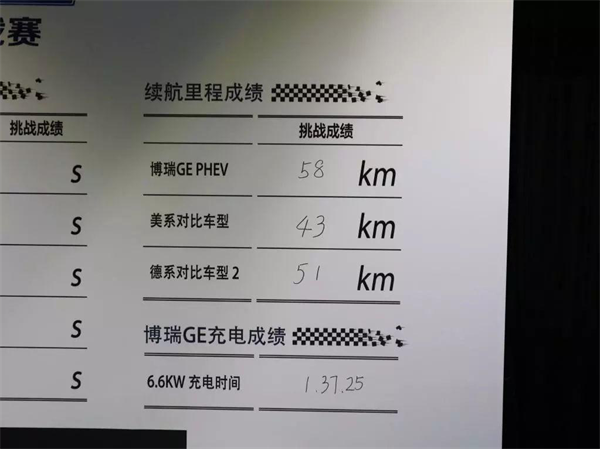 战赛
续航里程成绩
挑战成绩 挑战成绩
S 博瑞GE PHEV 58 km
S 美系对比车型 43 km
S 德系对比车型 2 51 km
S 博瑞GE充电成绩
S 6.6KW 充电时间 1.37.25